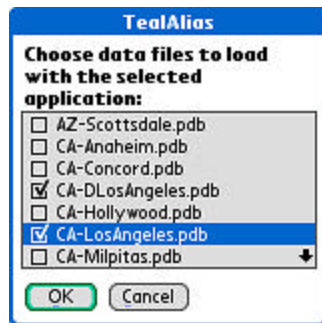 TealAlias
Choose data files to load
with the selected
application:
AZ-Scottsdale.pdb
CA-Anaheim.pdb
CA-Concord.pdb
CA-DLosAngeles.pdb
CA-Hollywood.pdb
CA-LosAngeles.pdb
CA-Milpitas.pdb
OK Cancel